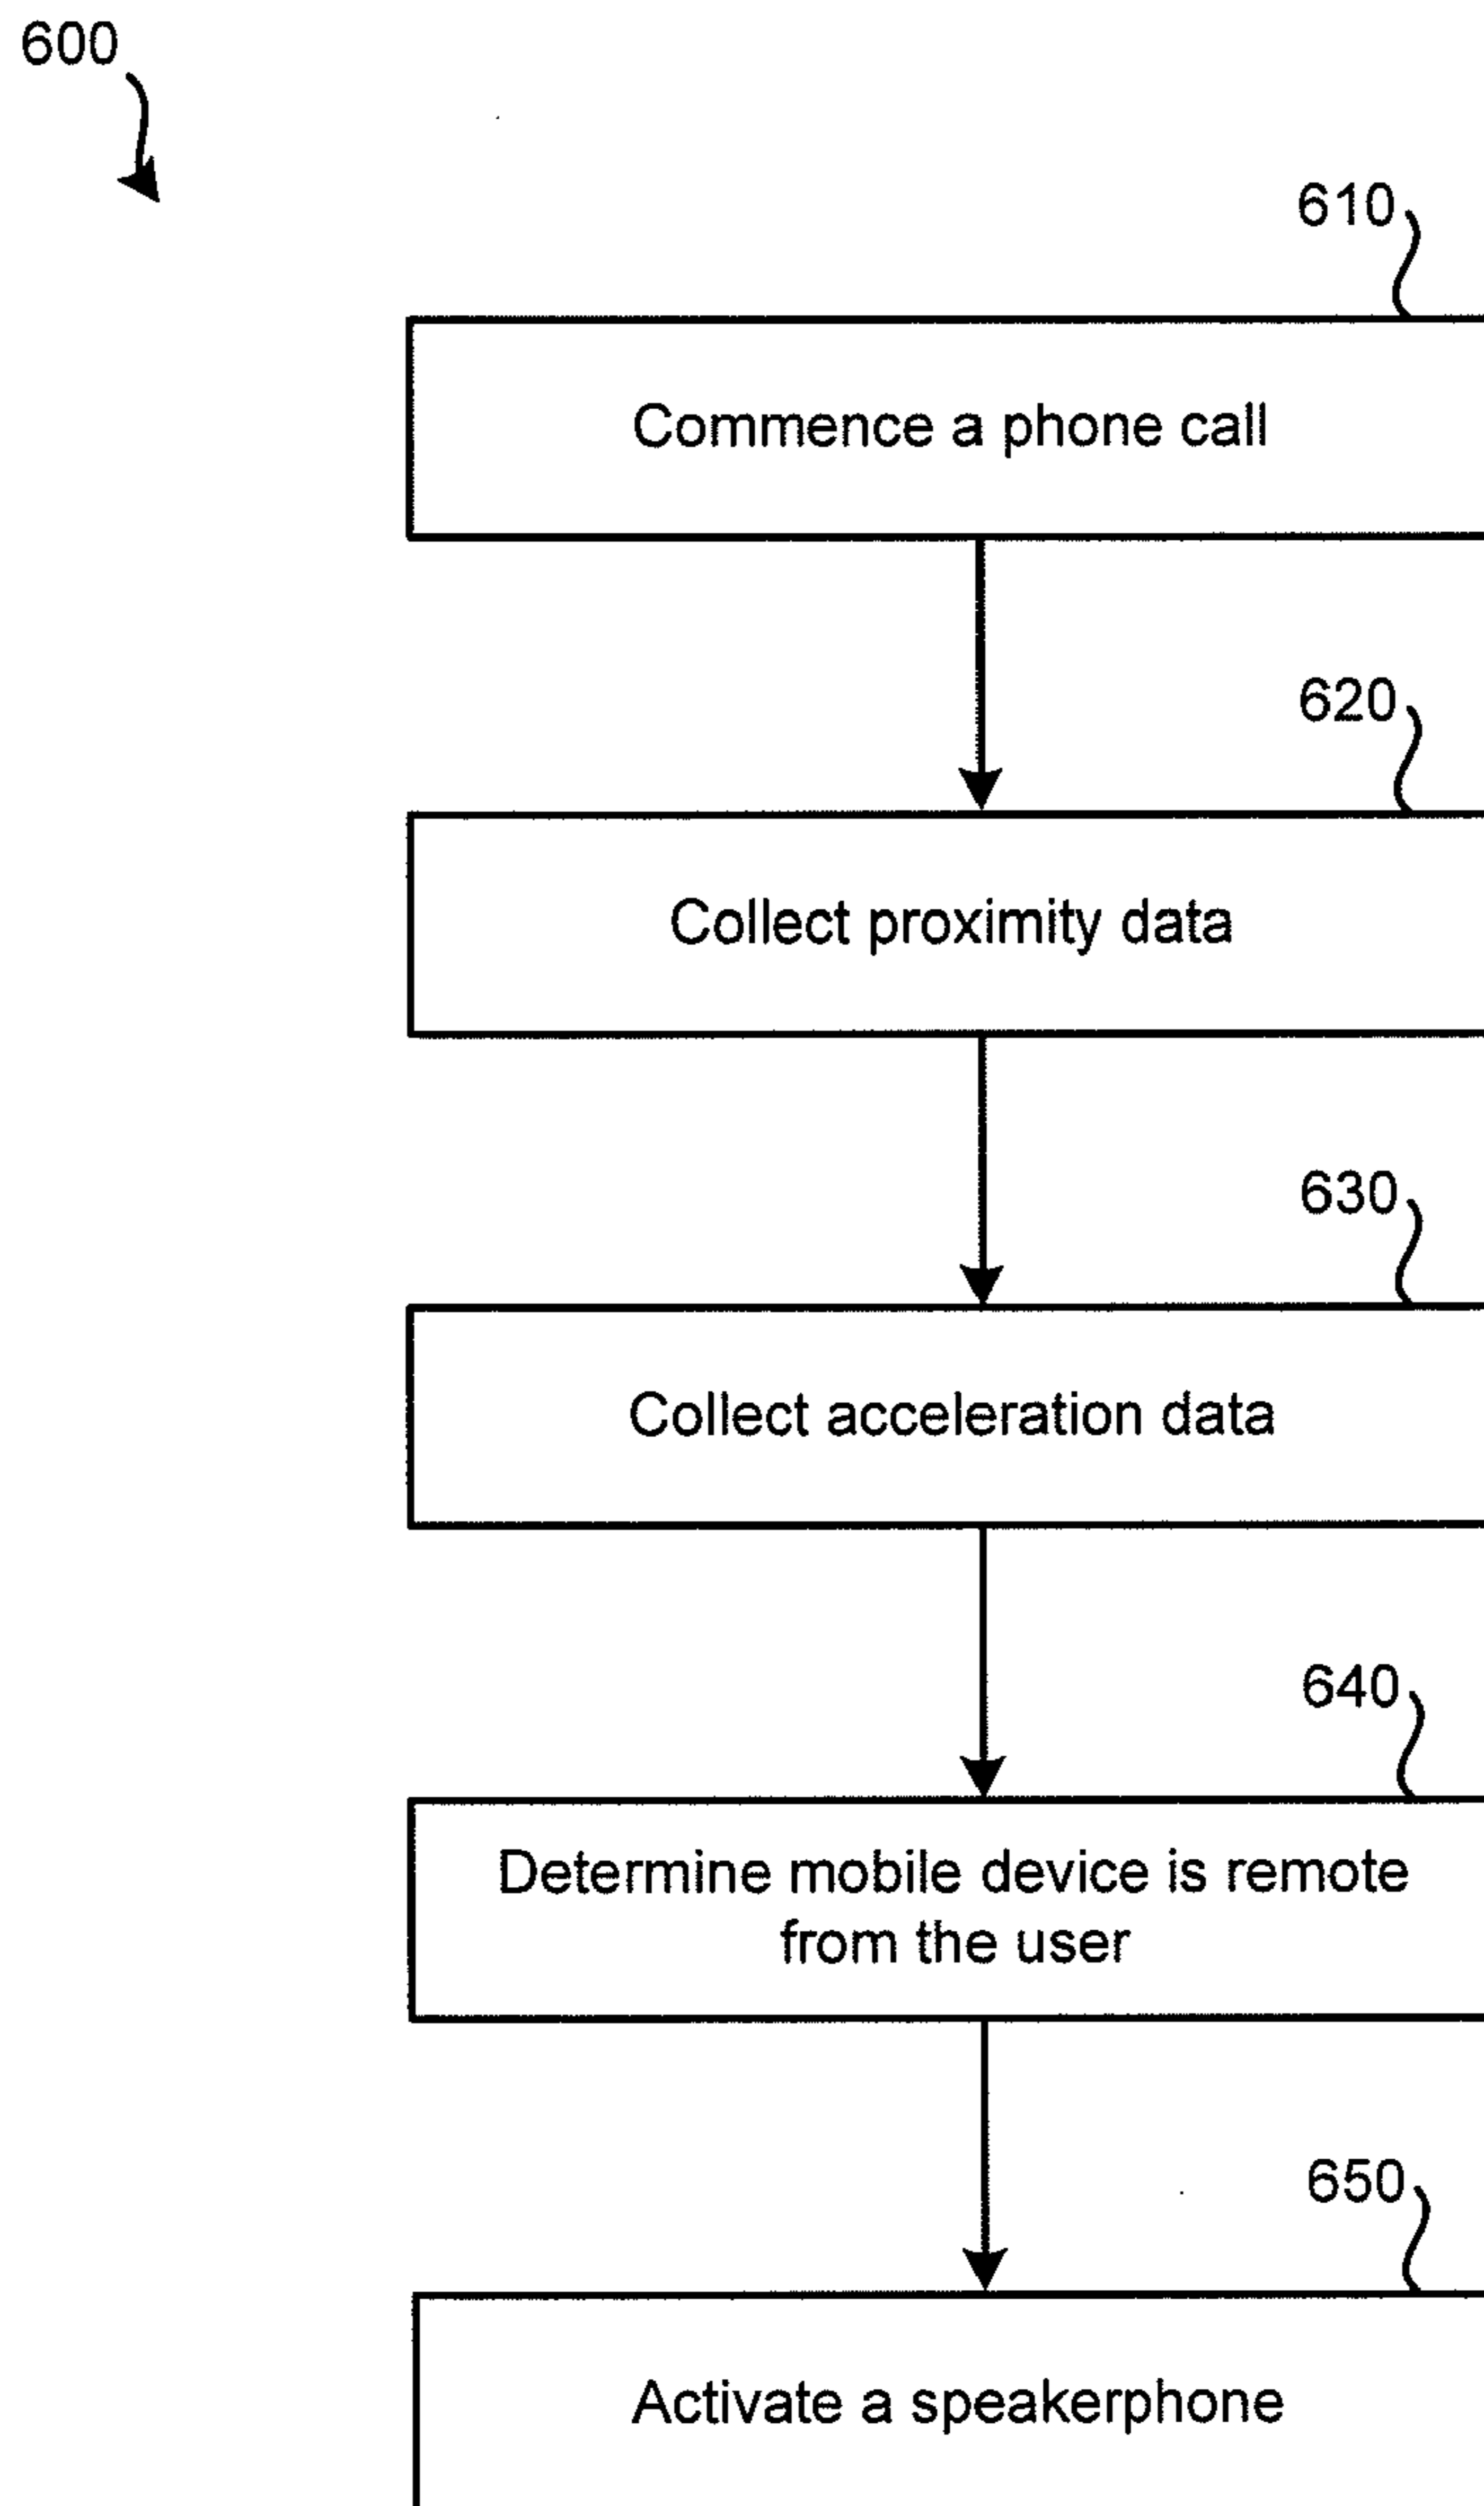 600
610
Commence a phone call
620
Collect proximity data
630
Collect acceleration data
640
Determine mobile device is remote
from the user
650
Activate a speakerphone